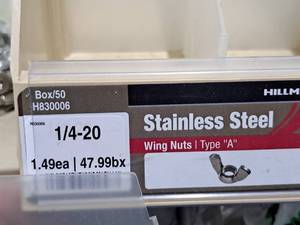 Box/50
H830006
HILLM
1/4-20
Stainless Steel
Wing Nuts | Type "A"
1.49ea | 47.99bx